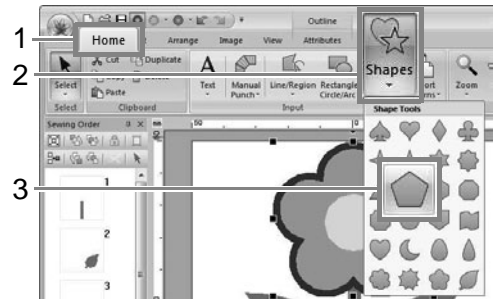 Outline
1
Home
Arrange
Image
View
Attributes
2
Select
Cut
Duplicate
Paste
Text
Manual
Punch
Line/Region
Rectangle
Circle/Arc
Shapes
Zoom
Select
Clipboard
Input
Sewing Order
Shape Tools
1
3
2
3